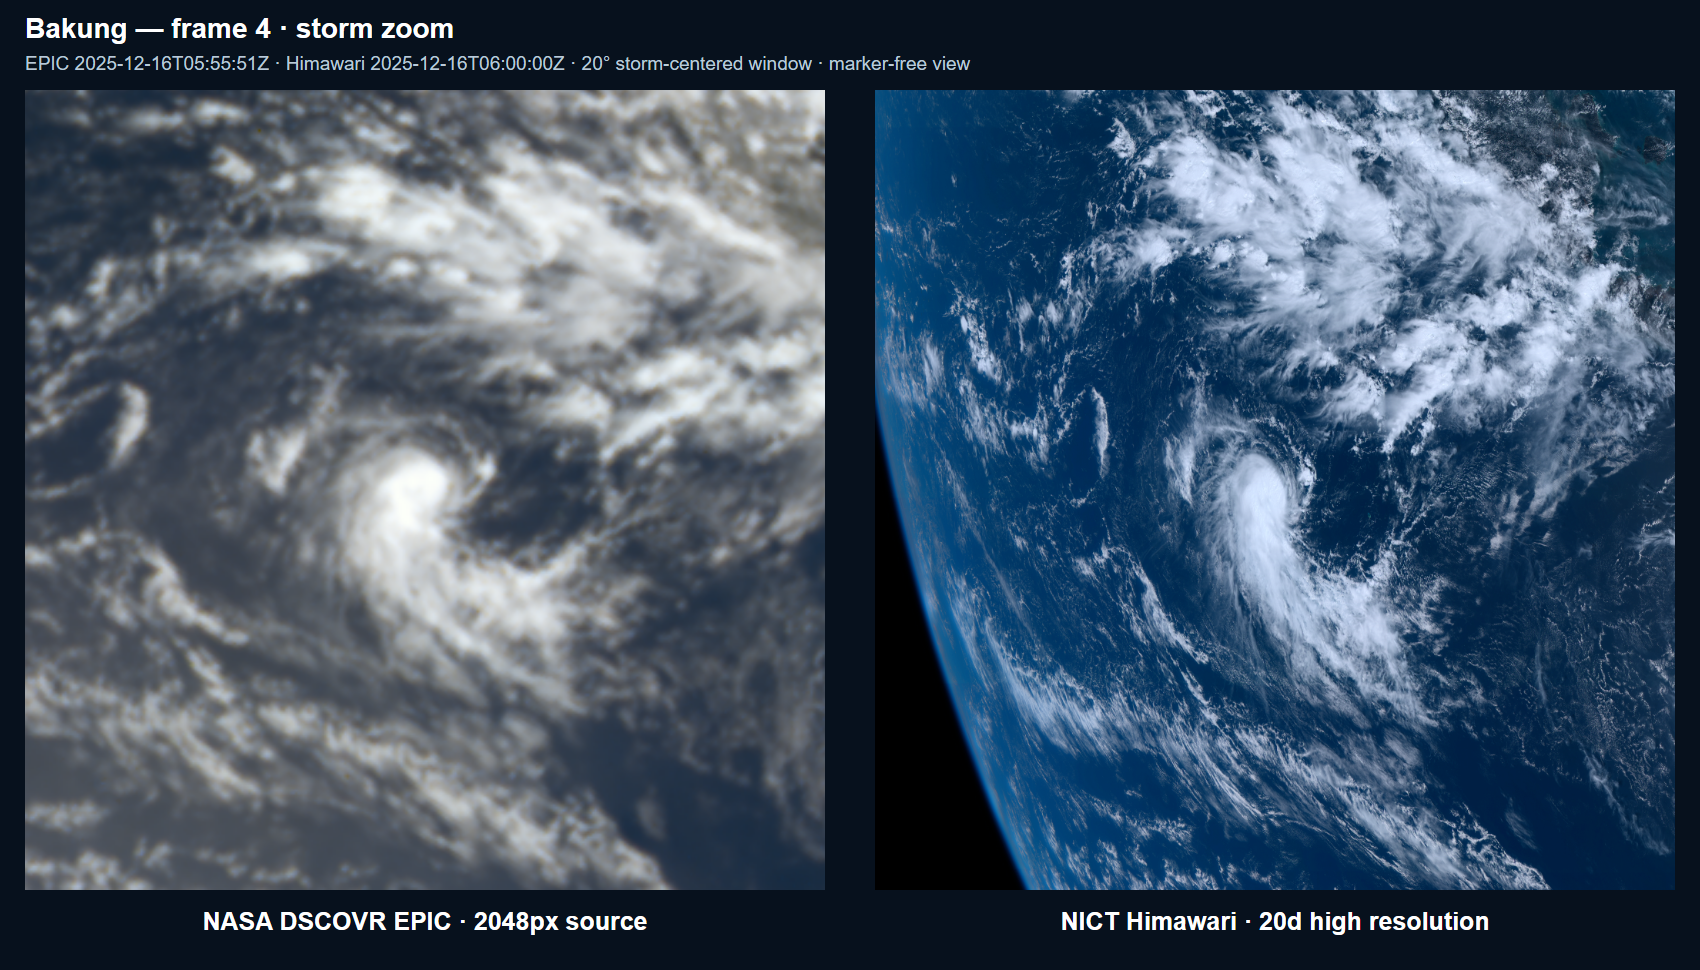 Bakung — frame 4 · storm zoom
EPIC 2025-12-16T05:55:51Z · Himawari 2025-12-16T06:00:00Z · 20° storm-centered window · marker-free view
NASA DSCOVR EPIC · 2048px source
NICT Himawari · 20d high resolution